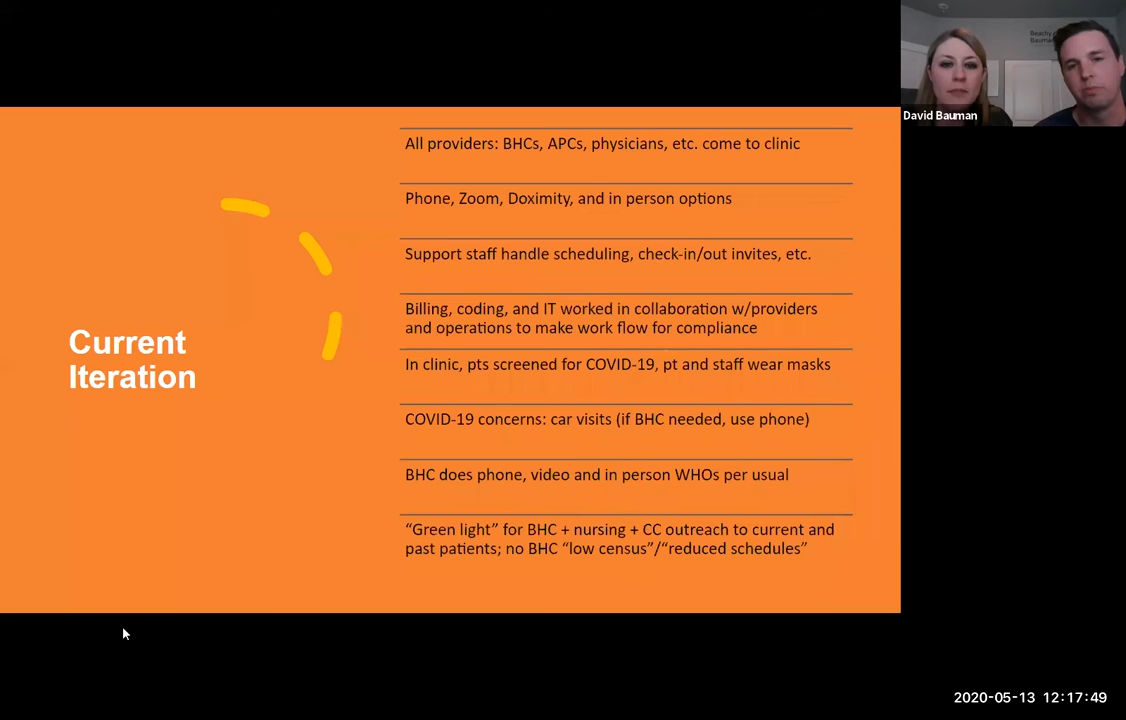 Beachy
Bauman
David Bauman
All providers: BHCs, APCs, physicians, etc. come to clinic
Phone, Zoom, Doximity, and in person options
Support staff handle scheduling, check-in/out invites, etc.
Billing, coding, and IT worked in collaboration w/providers
and operations to make work flow for compliance
Current
Iteration
In clinic, pts screened for COVID-19, pt and staff wear masks
COVID-19 concerns: car visits (if BHC needed, use phone)
BHC does phone, video and in person WHOs per usual
“Green light” for BHC + nursing + CC outreach to current and
past patients; no BHC “low census”/“reduced schedules”
2020-05-13 12:17:49